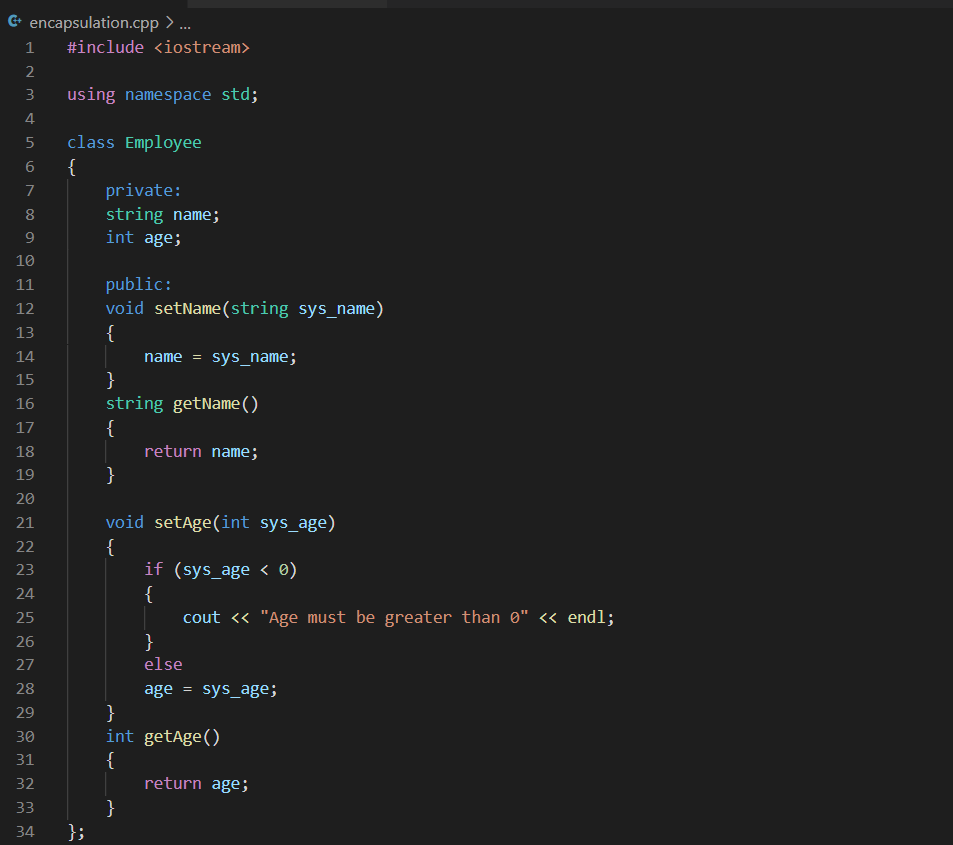 encapsulation.cpp > ...
1 #include <iostream>
2
3 using namespace std;
4
5 class Employee
6 {
7     private:
8     string name;
9     int age;
10
11     public:
12     void setName(string sys_name)
13     {
14         name = sys_name;
15     }
16     string getName()
17     {
18         return name;
19     }
20
21     void setAge(int sys_age)
22     {
23         if (sys_age < 0)
24         {
25             cout << "Age must be greater than 0" << endl;
26         }
27         else
28         age = sys_age;
29     }
30     int getAge()
31     {
32         return age;
33     }
34 };